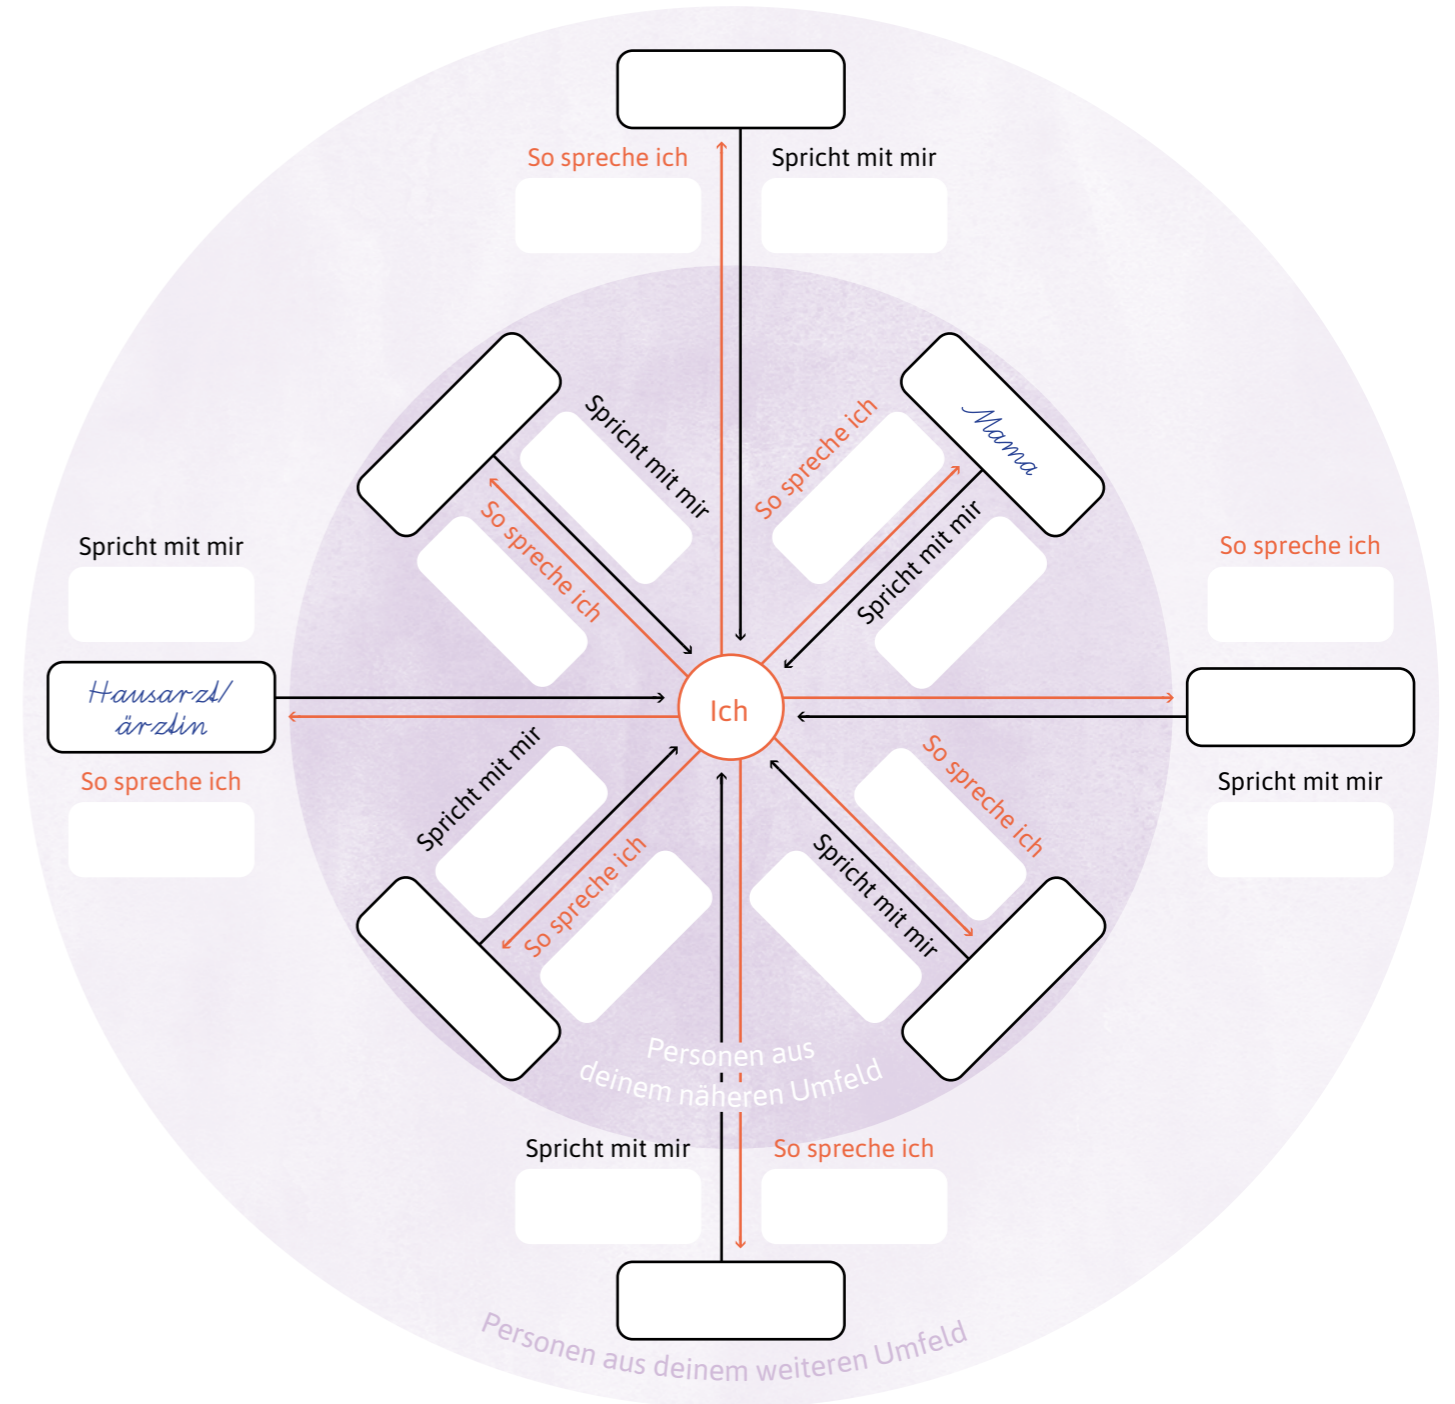 So spreche ich
Spricht mit mir
Spricht mit mir
So spreche ich
So spreche ich
Mama
Spricht mit mir
Spricht mit mir
Hausarzt/
ärztin
So spreche ich
Ich
So spreche ich
Spricht mit mir
Spricht mit mir
So spreche ich
So spreche ich
Spricht mit mir
Personen aus
deinem näheren Umfeld
Spricht mit mir
So spreche ich
Personen aus deinem weiteren Umfeld